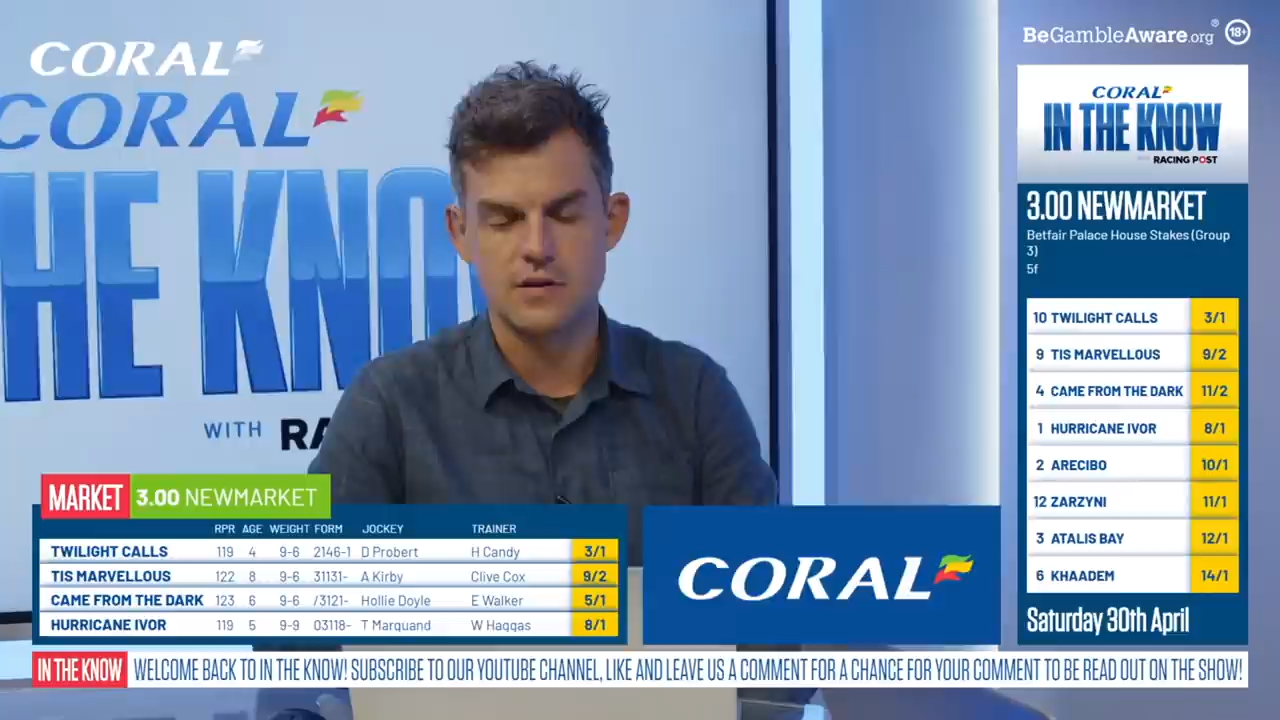 CORAL
CORAL
HE KNO
WITH RA
BeGambleAware.org® 18+
CORAL
IN THE KNOW
RACING POST
3.00 NEWMARKET
Betfair Palace House Stakes (Group
3)
5f
10 TWILIGHT CALLS 3/1
9 TIS MARVELLOUS 9/2
4 CAME FROM THE DARK 11/2
1 HURRICANE IVOR 8/1
2 ARECIBO 10/1
12 ZARZYNI 11/1
3 ATALIS BAY 12/1
6 KHAADEM 14/1
Saturday 30th April
MARKET 3.00 NEWMARKET
RPR AGE WEIGHT FORM JOCKEY TRAINER
TWILIGHT CALLS 119 4 9-6 2146-1 D Probert H Candy 3/1
TIS MARVELLOUS 122 8 9-6 31131- A Kirby Clive Cox 9/2
CAME FROM THE DARK 123 6 9-6 /3121- Hollie Doyle E Walker 5/1
HURRICANE IVOR 119 5 9-9 03118- T Marquand W Haggas 8/1
CORAL
IN THE KNOW WELCOME BACK TO IN THE KNOW! SUBSCRIBE TO OUR YOUTUBE CHANNEL, LIKE AND LEAVE US A COMMENT FOR A CHANCE FOR YOUR COMMENT TO BE READ OUT ON THE SHOW!